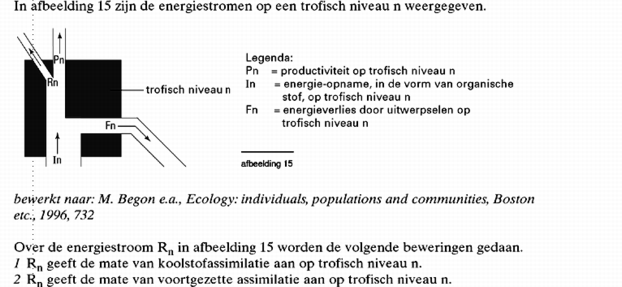 In afbeelding 15 zijn de energiestromen op een trofisch niveau n weergegeven.
Pn
Rn
trofisch niveau n
Fn
In
Legenda:
Pn = productiviteit op trofisch niveau n
In = energie-opname, in de vorm van organische
stof, op trofisch niveau n
Fn = energieverlies door uitwerpselen op
trofisch niveau n
afbeelding 15
bewerkt naar: M. Begon e.a., Ecology: individuals, populations and communities, Boston
etc., 1996, 732
Over de energiestroom Rn in afbeelding 15 worden de volgende beweringen gedaan.
1 Rn geeft de mate van koolstofassimilatie aan op trofisch niveau n.
2 Rn geeft de mate van voortgezette assimilatie aan op trofisch niveau n.